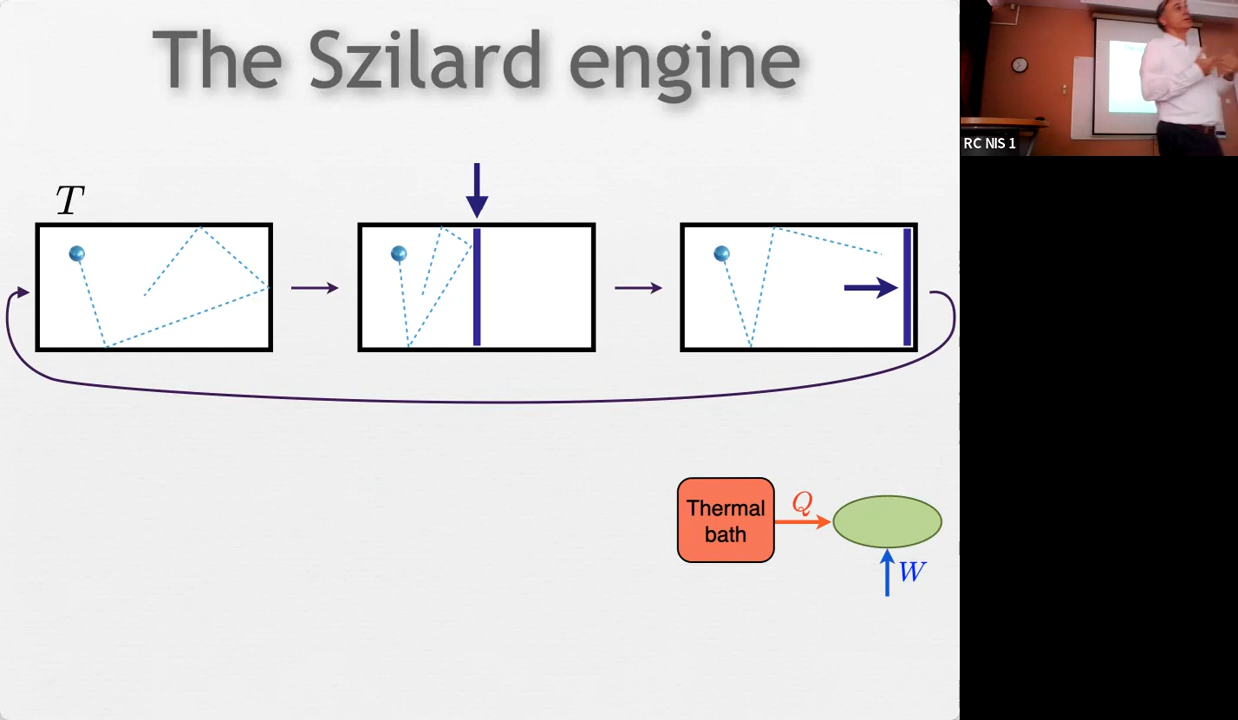 The Szilard engine
T
Thermal
bath
Q
W
RC NIS 1